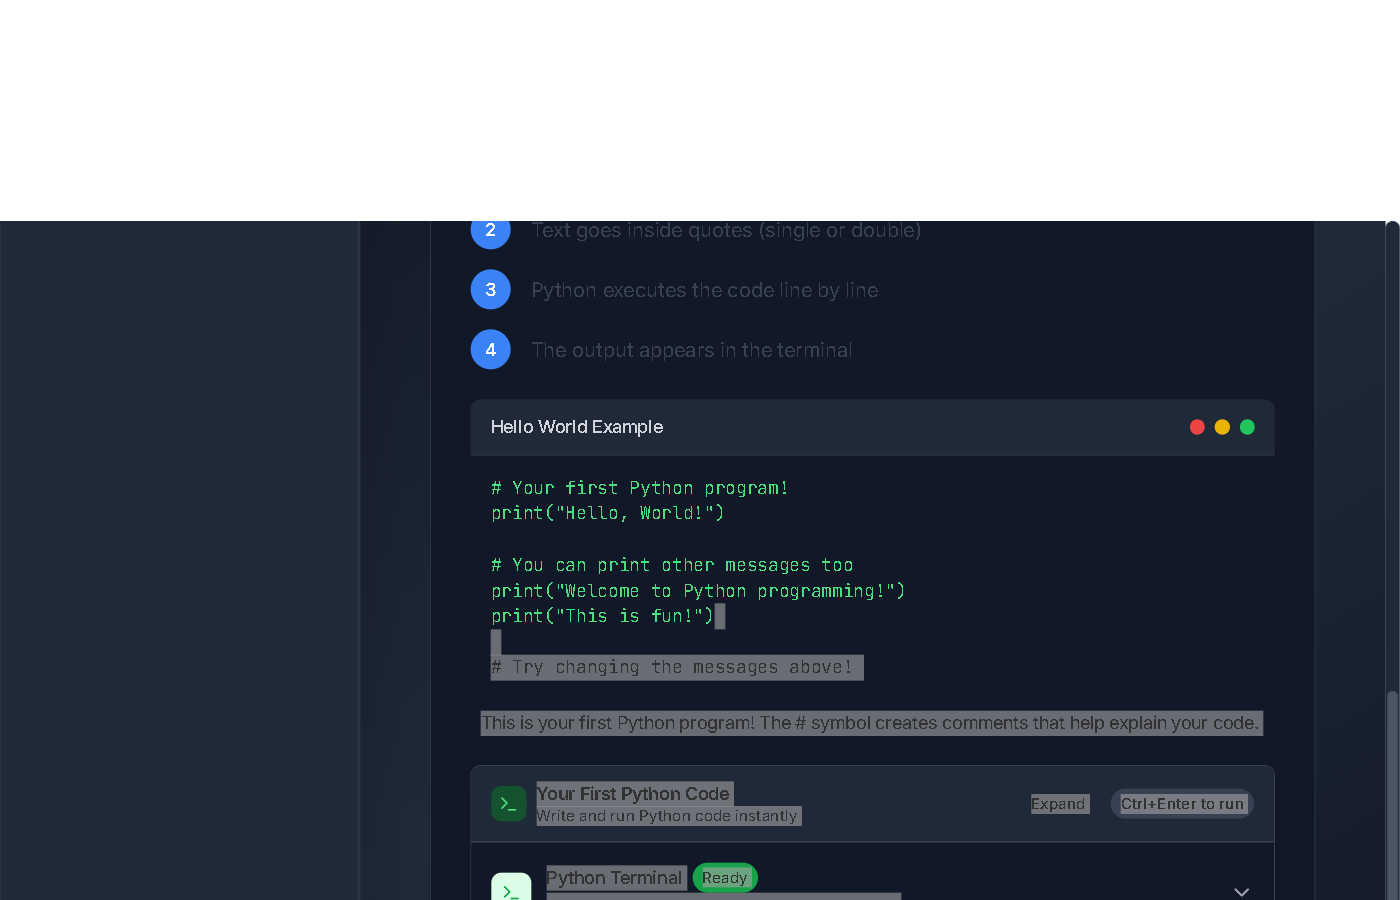 2 Text goes inside quotes (single or double)
3 Python executes the code line by line
4 The output appears in the terminal
Hello World Example
# Your first Python program!
print("Hello, World!")
# You can print other messages too
print("Welcome to Python programming!")
print("This is fun!")
# Try changing the messages above!
This is your first Python program! The # symbol creates comments that help explain your code.
>_ Your First Python Code
Write and run Python code instantly
Expand Ctrl+Enter to run
>_ Python Terminal Ready